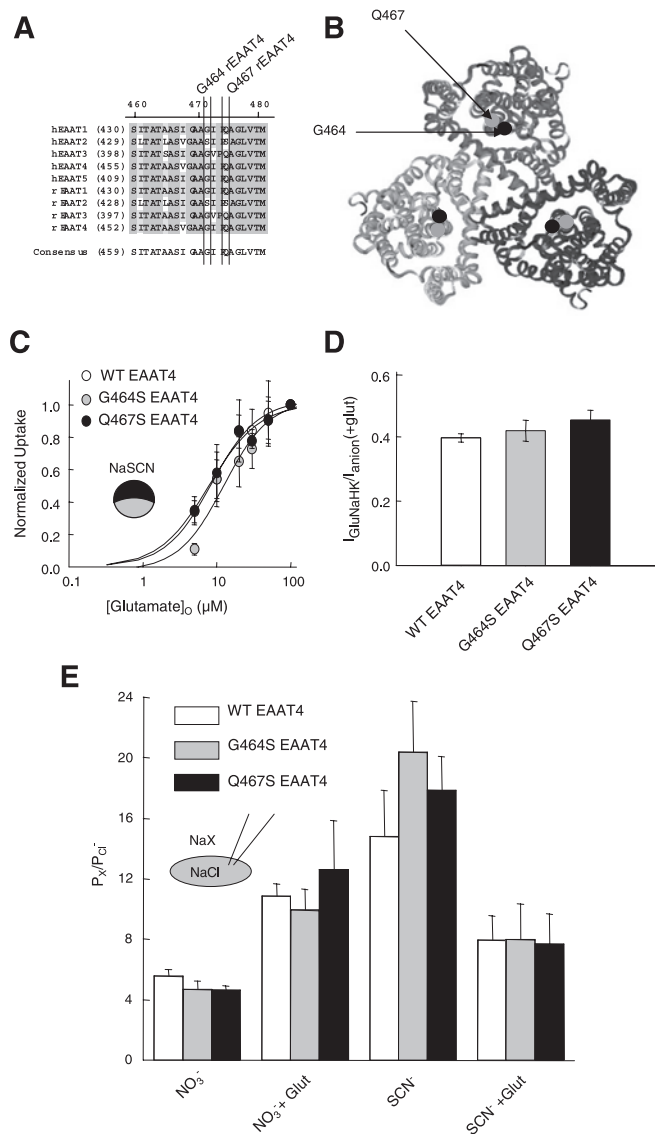 A
G464 rEAAT4
Q467 rEAAT4
460 470 480
hEAAT1 (430) SITATAASIGAAGIPQAGLVTM
hEAAT2 (429) SLTATLASVGAASIPSAGLVTM
hEAAT3 (398) SITATSASIGAAGVPQAGLVTM
hEAAT4 (455) SITATAASVGAAGIPQAGLVTM
hEAAT5 (409) SITATAASIGAAGIPQAGLVTM
rEAAT1 (430) SITATAASIGAAGIPQAGLVTM
rEAAT2 (428) SLTATLASIGAASIPSAGLVTM
rEAAT3 (397) SITATSASIGAAGVPQAGLVTM
rEAAT4 (452) SITATAASVGAAGIPQAGLVTM
Consensus (459) SITATAASVGAAGIPQAGLVTM
B
Q467
G464
C
WT EAAT4
G464S EAAT4
Q467S EAAT4
NaSCN
Normalized Uptake
1.0
0.8
0.6
0.4
0.2
0.0
0.1 1 10 100
[Glutamate]O (µM)
D
IGluNaHK/Ianion(+glut)
0.6
0.4
0.2
0.0
WT EAAT4
G464S EAAT4
Q467S EAAT4
E
WT EAAT4
G464S EAAT4
Q467S EAAT4
NaX
NaCl
PX/PCl-
24
20
16
12
8
4
0
NO3-
NO3-+ Glut
SCN-
SCN- +Glut